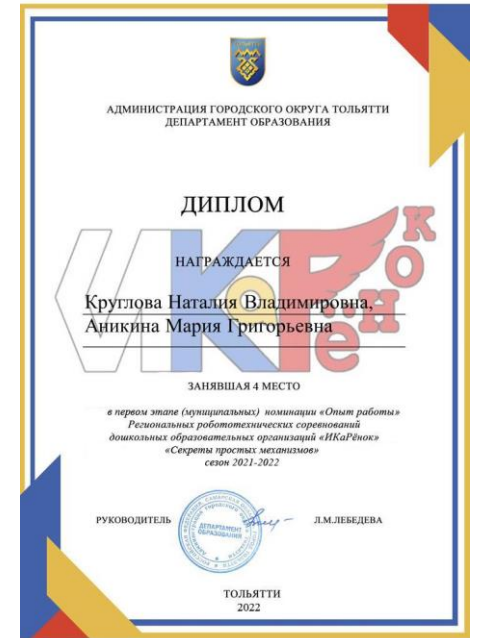 АДМИНИСТРАЦИЯ ГОРОДСКОГО ОКРУГА ТОЛЬЯТТИ
ДЕПАРТАМЕНТ ОБРАЗОВАНИЯ
ДИПЛОМ
НАГРАЖДАЕТСЯ
ИКаРёнок
Круглова Наталия Владимировна,
Аникина Мария Григорьевна
ЗАНЯВШАЯ 4 МЕСТО
в первом этапе (муниципальных) номинации «Опыт работы»
Региональных робототехнических соревнований
дошкольных образовательных организаций «ИКаРёнок»
«Секреты простых механизмов»
сезон 2021-2022
РУКОВОДИТЕЛЬ
ДЕПАРТАМЕНТ
ОБРАЗОВАНИЯ
Л.М.ЛЕБЕДЕВА
ТОЛЬЯТТИ
2022